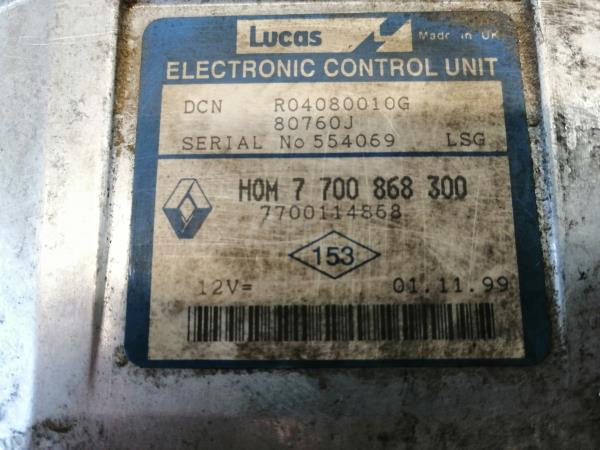 Lucas Made in UK
ELECTRONIC CONTROL UNIT
DCN R04080010G
80760J
SERIAL No 554069 LSG
HOM 7 700 868 300
7700114868
153
12V= 01.11.99